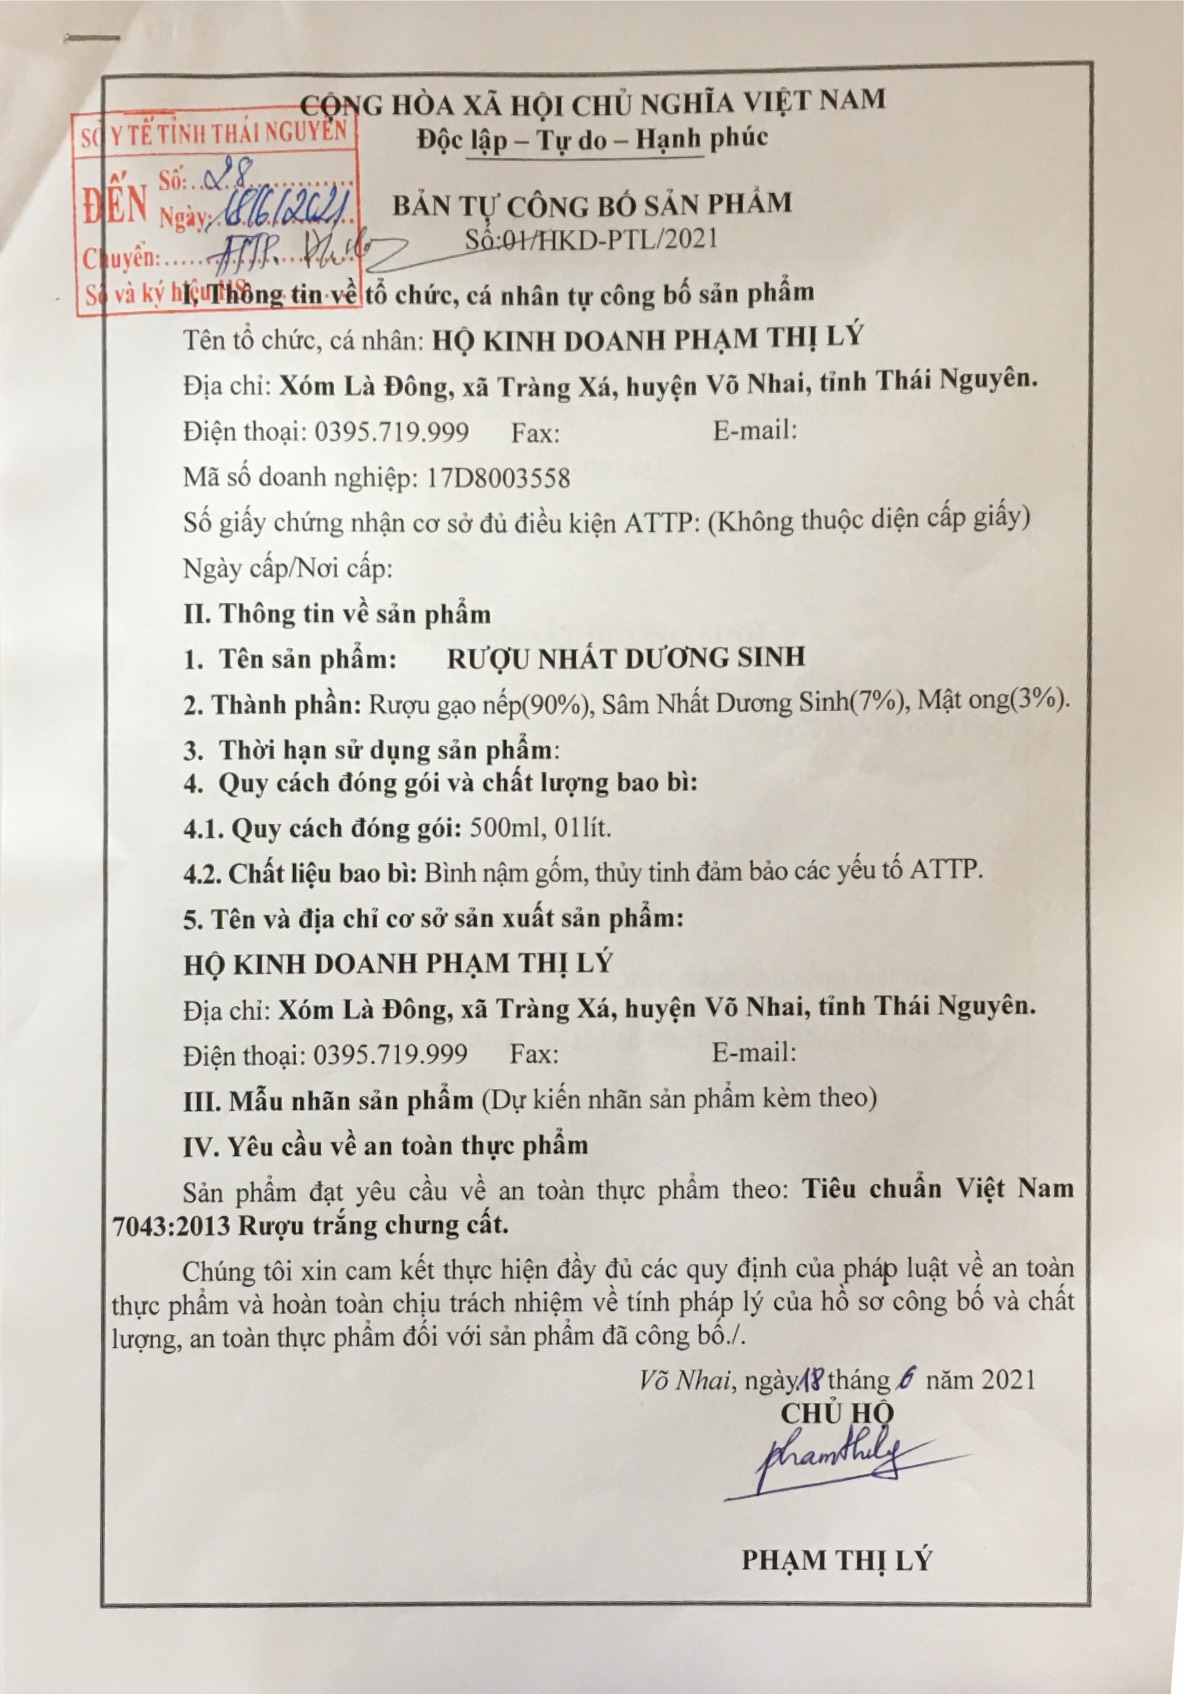 CỘNG HÒA XÃ HỘI CHỦ NGHĨA VIỆT NAM
Độc lập – Tự do – Hạnh phúc
SỞ Y TẾ TỈNH THÁI NGUYÊN
ĐẾN
Số: 28
Ngày: 18/6/2021
Chuyển: ATTP.
Số và ký hiệu HS
BẢN TỰ CÔNG BỐ SẢN PHẨM
Số:01/HKD-PTL/2021
I. Thông tin về tổ chức, cá nhân tự công bố sản phẩm
Tên tổ chức, cá nhân: HỘ KINH DOANH PHẠM THỊ LÝ
Địa chỉ: Xóm Là Đông, xã Tràng Xá, huyện Võ Nhai, tỉnh Thái Nguyên.
Điện thoại: 0395.719.999 Fax: E-mail:
Mã số doanh nghiệp: 17D8003558
Số giấy chứng nhận cơ sở đủ điều kiện ATTP: (Không thuộc diện cấp giấy)
Ngày cấp/Nơi cấp:
II. Thông tin về sản phẩm
1. Tên sản phẩm: RƯỢU NHẤT DƯƠNG SINH
2. Thành phần: Rượu gạo nếp(90%), Sâm Nhất Dương Sinh(7%), Mật ong(3%).
3. Thời hạn sử dụng sản phẩm:
4. Quy cách đóng gói và chất lượng bao bì:
4.1. Quy cách đóng gói: 500ml, 01lít.
4.2. Chất liệu bao bì: Bình nậm gốm, thủy tinh đảm bảo các yếu tố ATTP.
5. Tên và địa chỉ cơ sở sản xuất sản phẩm:
HỘ KINH DOANH PHẠM THỊ LÝ
Địa chỉ: Xóm Là Đông, xã Tràng Xá, huyện Võ Nhai, tỉnh Thái Nguyên.
Điện thoại: 0395.719.999 Fax: E-mail:
III. Mẫu nhãn sản phẩm (Dự kiến nhãn sản phẩm kèm theo)
IV. Yêu cầu về an toàn thực phẩm
Sản phẩm đạt yêu cầu về an toàn thực phẩm theo: Tiêu chuẩn Việt Nam
7043:2013 Rượu trắng chưng cất.
Chúng tôi xin cam kết thực hiện đầy đủ các quy định của pháp luật về an toàn
thực phẩm và hoàn toàn chịu trách nhiệm về tính pháp lý của hồ sơ công bố và chất
lượng, an toàn thực phẩm đối với sản phẩm đã công bố./.
Võ Nhai, ngày 18 tháng 6 năm 2021
CHỦ HỘ
phamthily
PHẠM THỊ LÝ